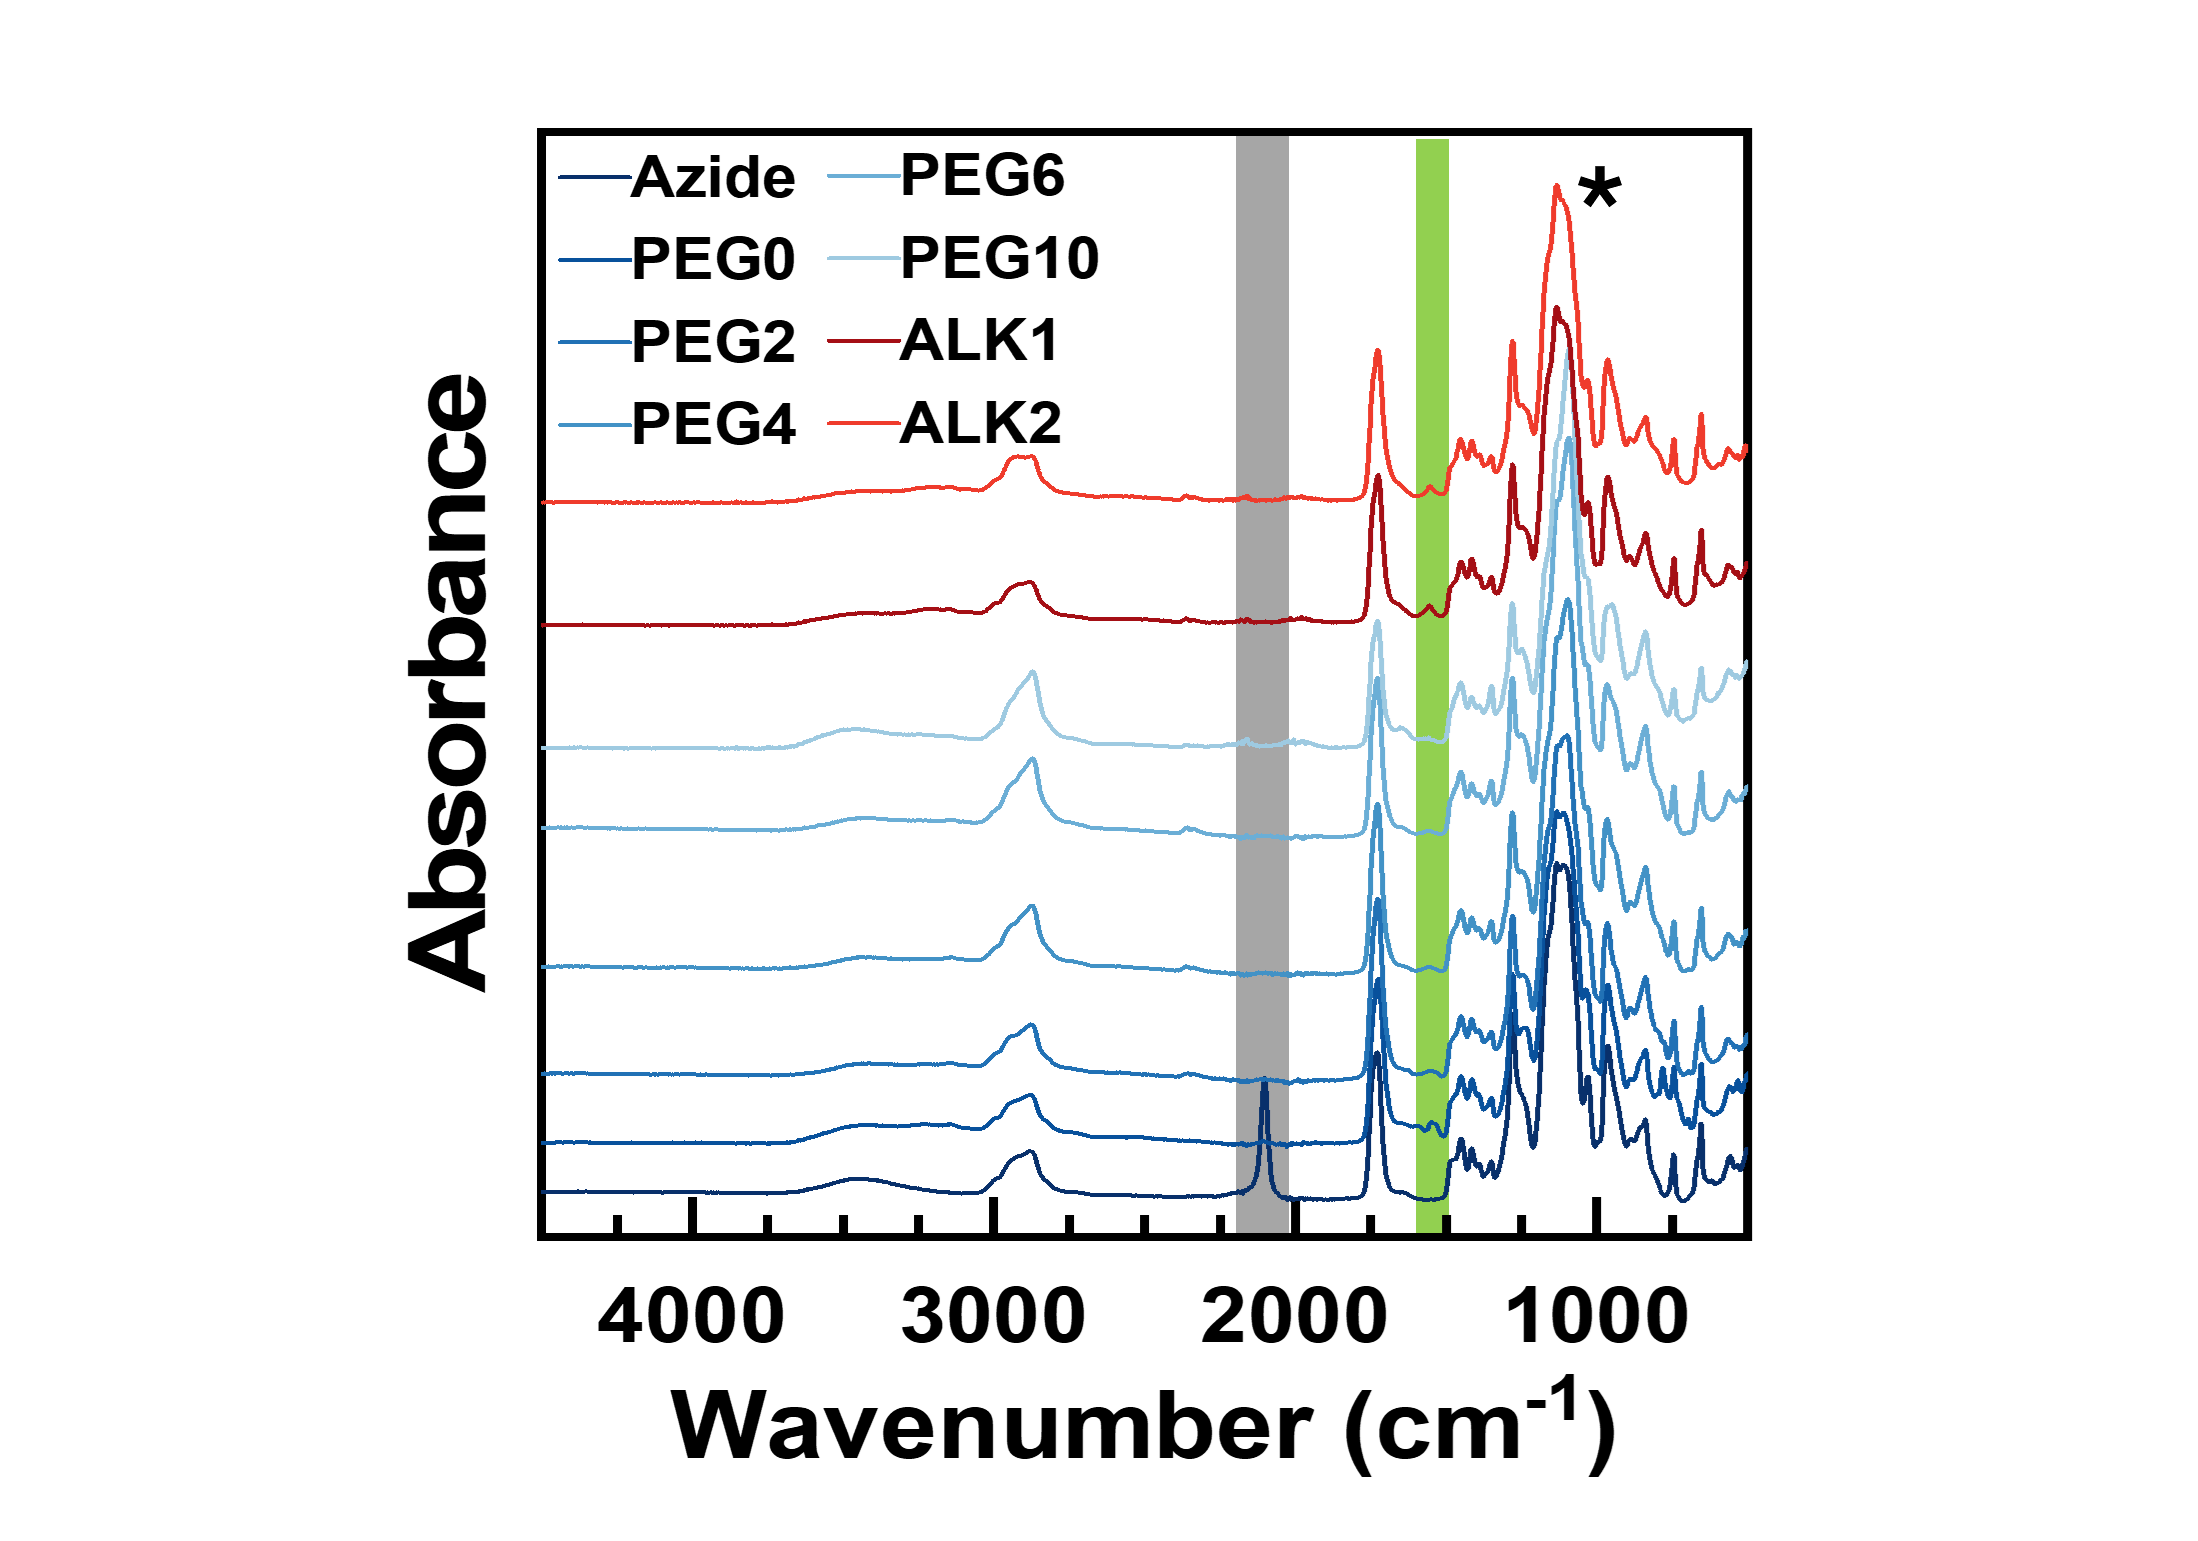 Azide PEG6
PEG0 PEG10
PEG2 ALK1
PEG4 ALK2
*
Absorbance
4000 3000 2000 1000
Wavenumber (cm⁻¹)